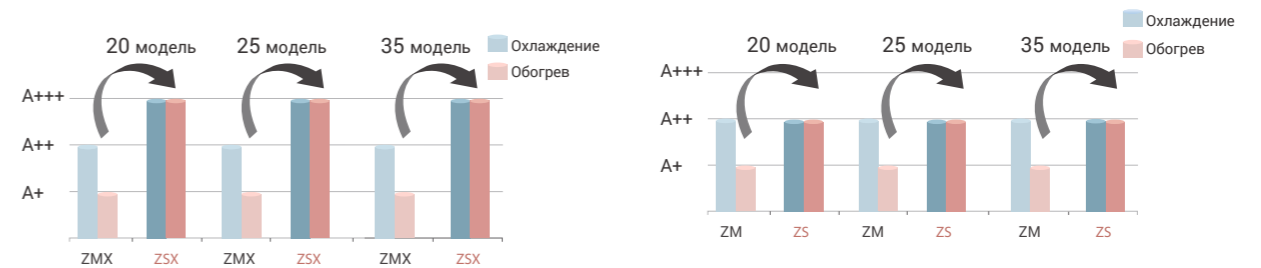 20 модель 25 модель 35 модель
Охлаждение
Обогрев
A+++
A++
A+
ZMX ZSX ZMX ZSX ZMX ZSX
Охлаждение
Обогрев
20 модель 25 модель 35 модель
A+++
A++
A+
ZM ZS ZM ZS ZM ZS